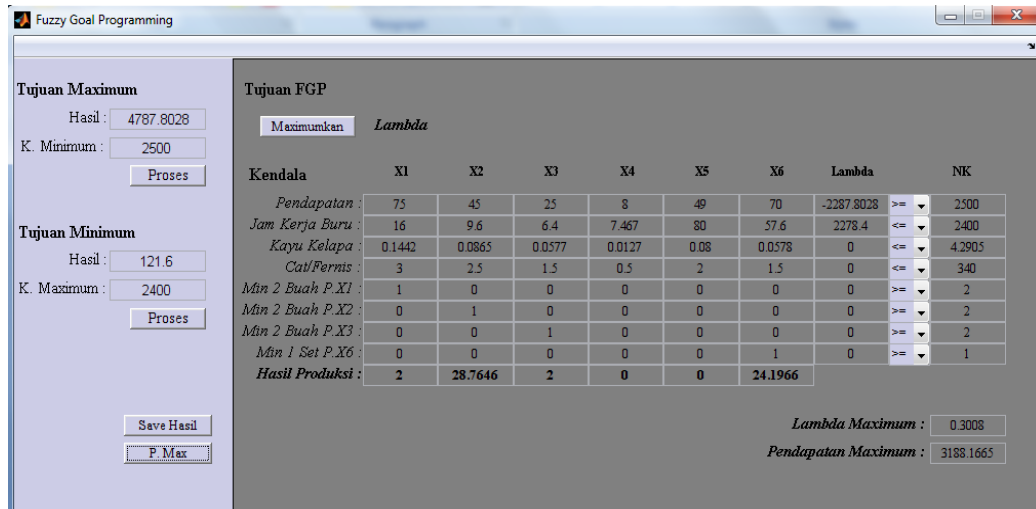 Fuzzy Goal Programming
Tujuan Maximum
Hasil : 4787.8028
K. Minimum : 2500
Proses
Tujuan Minimum
Hasil : 121.6
K. Maximum : 2400
Proses
Save Hasil
P. Max
Tujuan FGP
Maximumkan Lambda
Kendala X1 X2 X3 X4 X5 X6 Lambda NK
Pendapatan : 75 45 25 8 49 70 -2287.8028 >= 2500
Jam Kerja Buru : 16 9.6 6.4 7.467 80 57.6 2278.4 <= 2400
Kayu Kelapa : 0.1442 0.0865 0.0577 0.0127 0.08 0.0578 0 <= 4.2905
Cat/Fernis : 3 2.5 1.5 0.5 2 1.5 0 <= 340
Min 2 Buah P.X1 : 1 0 0 0 0 0 0 >= 2
Min 2 Buah P.X2 : 0 1 0 0 0 0 0 >= 2
Min 2 Buah P.X3 : 0 0 1 0 0 0 0 >= 2
Min 1 Set P.X6 : 0 0 0 0 0 1 0 >= 1
Hasil Produksi : 2 28.7646 2 0 0 24.1966
Lambda Maximum : 0.3008
Pendapatan Maximum : 3188.1665